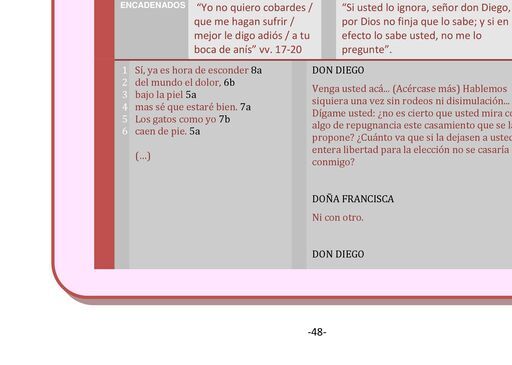 ENCADENADOS
“Yo no quiero cobardes /
que me hagan sufrir /
mejor le digo adiós / a tu
boca de anís” vv. 17-20
“Si usted lo ignora, señor don Diego,
por Dios no finja que lo sabe; y si en
efecto lo sabe usted, no me lo
pregunte”.
1 Sí, ya es hora de esconder 8a
2 del mundo el dolor, 6b
3 bajo la piel 5a
4 mas sé que estaré bien. 7a
5 Los gatos como yo 7b
6 caen de pie. 5a
(…)
DON DIEGO
Venga usted acá... (Acércase más) Hablemos
siquiera una vez sin rodeos ni disimulación...
Dígame usted: ¿no es cierto que usted mira
algo de repugnancia este casamiento que se
propone? ¿Cuánto va que si la dejasen a
entera libertad para la elección no se casaría
conmigo?
DOÑA FRANCISCA
Ni con otro.
DON DIEGO
-48-